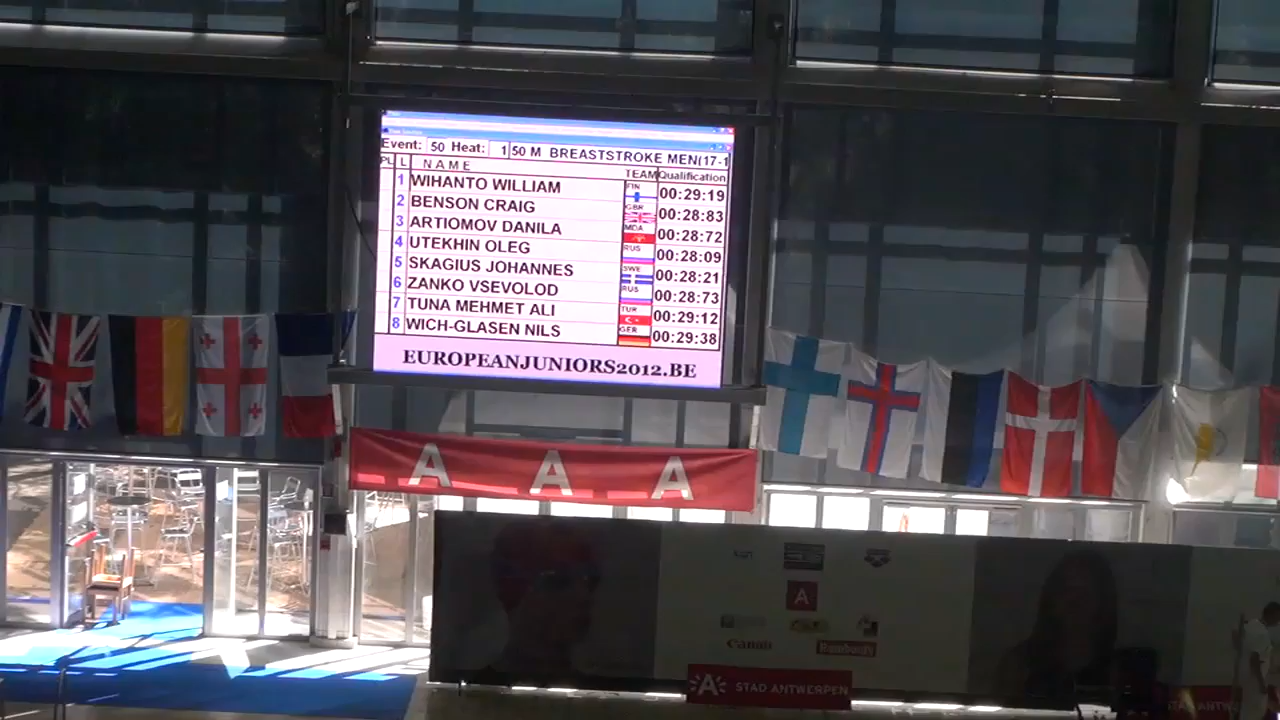 Event: 50 Heat: 1 50 M BREASTSTROKE MEN(17-1
PL L NAME TEAM Qualification
1 WIHANTO WILLIAM FIN 00:29:19
2 BENSON CRAIG GBR 00:28:83
3 ARTIOMOV DANILA MDA 00:28:72
4 UTEKHIN OLEG RUS 00:28:09
5 SKAGIUS JOHANNES SWE 00:28:21
6 ZANKO VSEVOLOD RUS 00:28:73
7 TUNA MEHMET ALI TUR 00:29:12
8 WICH-GLASEN NILS GER 00:29:38
EUROPEANJUNIORS2012.BE
A A A
A
Canon
A STAD ANTWERPEN